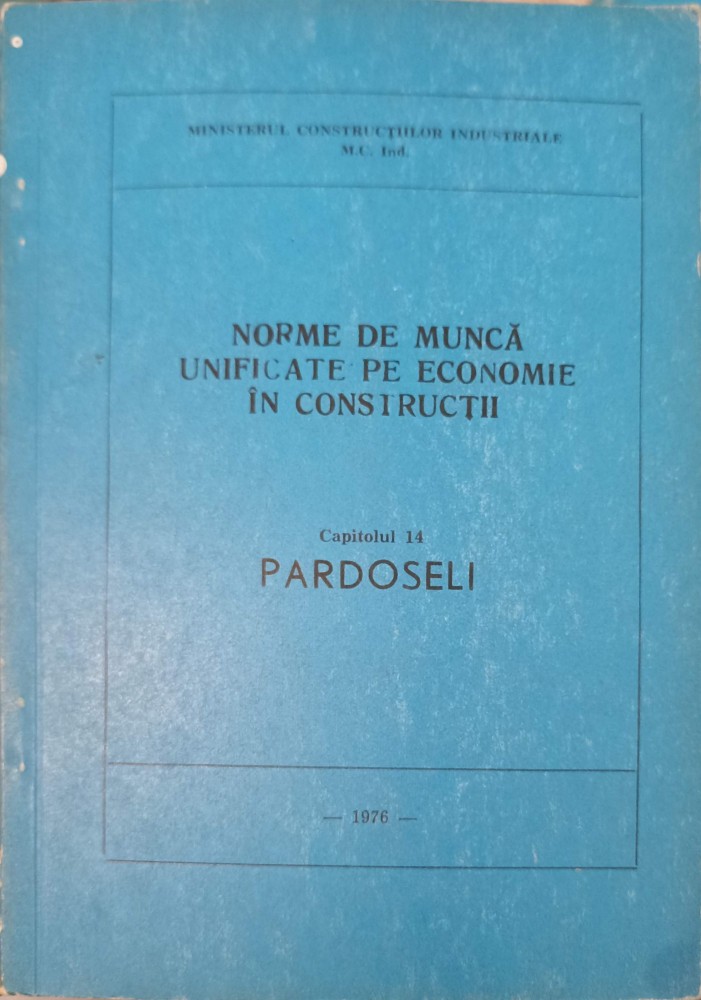 MINISTERUL CONSTRUCȚIILOR INDUSTRIALE
M.C. Ind.
NORME DE MUNCĂ
UNIFICATE PE ECONOMIE
ÎN CONSTRUCȚII
Capitolul 14
PARDOSELI
— 1976 —